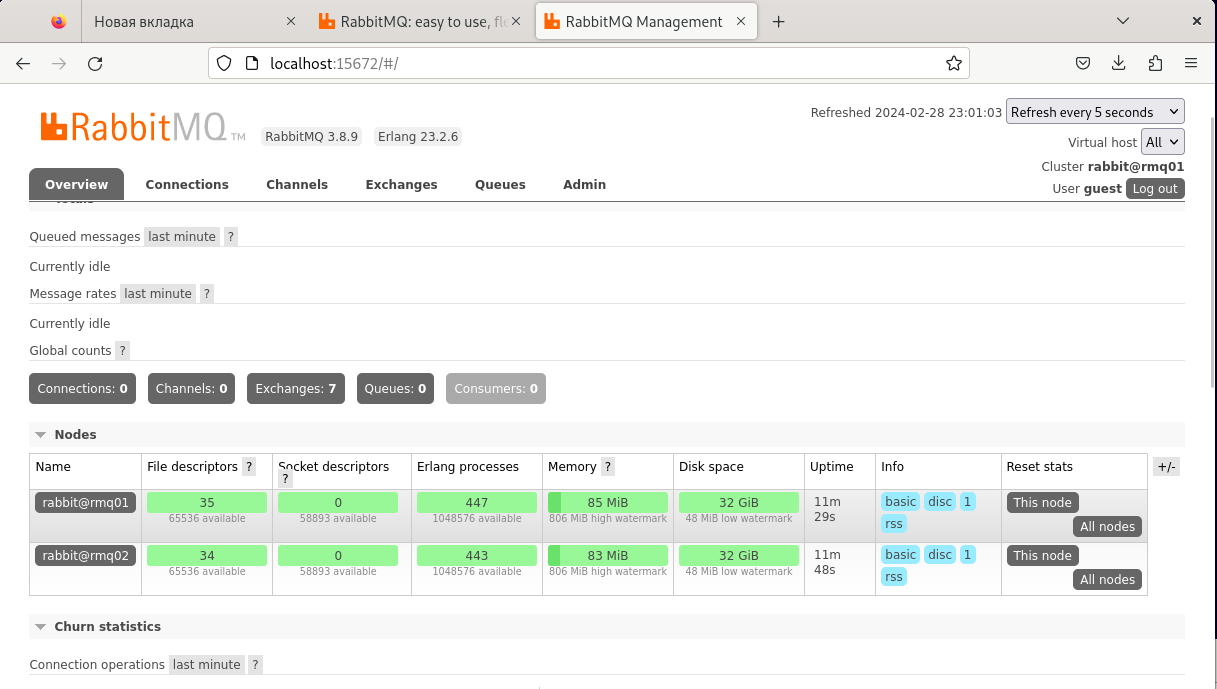 Новая вкладка
RabbitMQ: easy to use, fle
RabbitMQ Management
localhost:15672/#/
RabbitMQ TM RabbitMQ 3.8.9 Erlang 23.2.6
Refreshed 2024-02-28 23:01:03 Refresh every 5 seconds
Virtual host All
Cluster rabbit@rmq01
User guest Log out
Overview Connections Channels Exchanges Queues Admin
Totals
Queued messages last minute ?
Currently idle
Message rates last minute ?
Currently idle
Global counts ?
Connections: 0 Channels: 0 Exchanges: 7 Queues: 0 Consumers: 0
Nodes
Name File descriptors ? Socket descriptors ? Erlang processes Memory ? Disk space Uptime Info Reset stats +/-
rabbit@rmq01 35 0 447 85 MiB 32 GiB 11m basic disc 1 This node
65536 available 58893 available 1048576 available 806 MiB high watermark 48 MiB low watermark 29s rss All nodes
rabbit@rmq02 34 0 443 83 MiB 32 GiB 11m basic disc 1 This node
65536 available 58893 available 1048576 available 806 MiB high watermark 48 MiB low watermark 48s rss All nodes
Churn statistics
Connection operations last minute ?